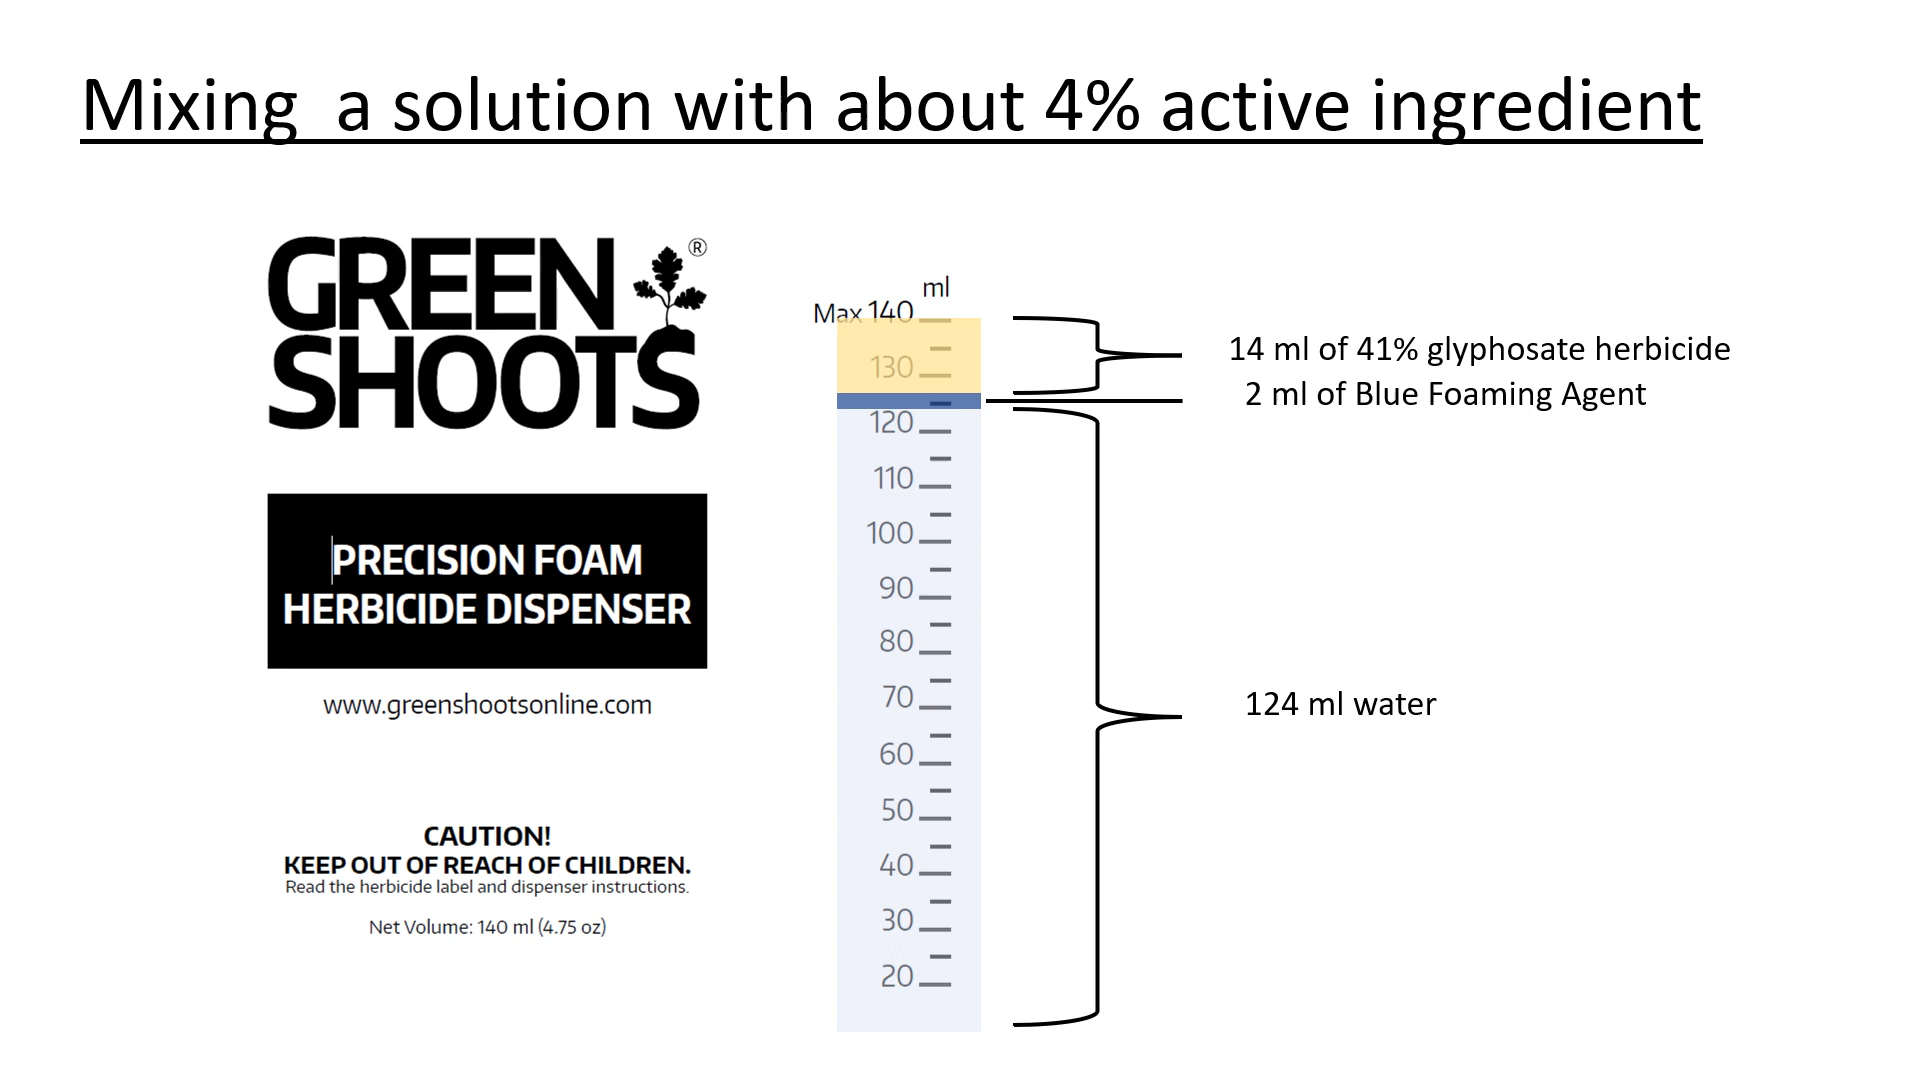 Mixing  a solution with about 4% active ingredient
GREEN
SHOOTS
®
PRECISION FOAM
HERBICIDE DISPENSER
www.greenshootsonline.com
CAUTION!
KEEP OUT OF REACH OF CHILDREN.
Read the herbicide label and dispenser instructions.
Net Volume: 140 ml (4.75 oz)
ml
Max 140
130
120
110
100
90
80
70
60
50
40
30
20
14 ml of 41% glyphosate herbicide
2 ml of Blue Foaming Agent
124 ml water